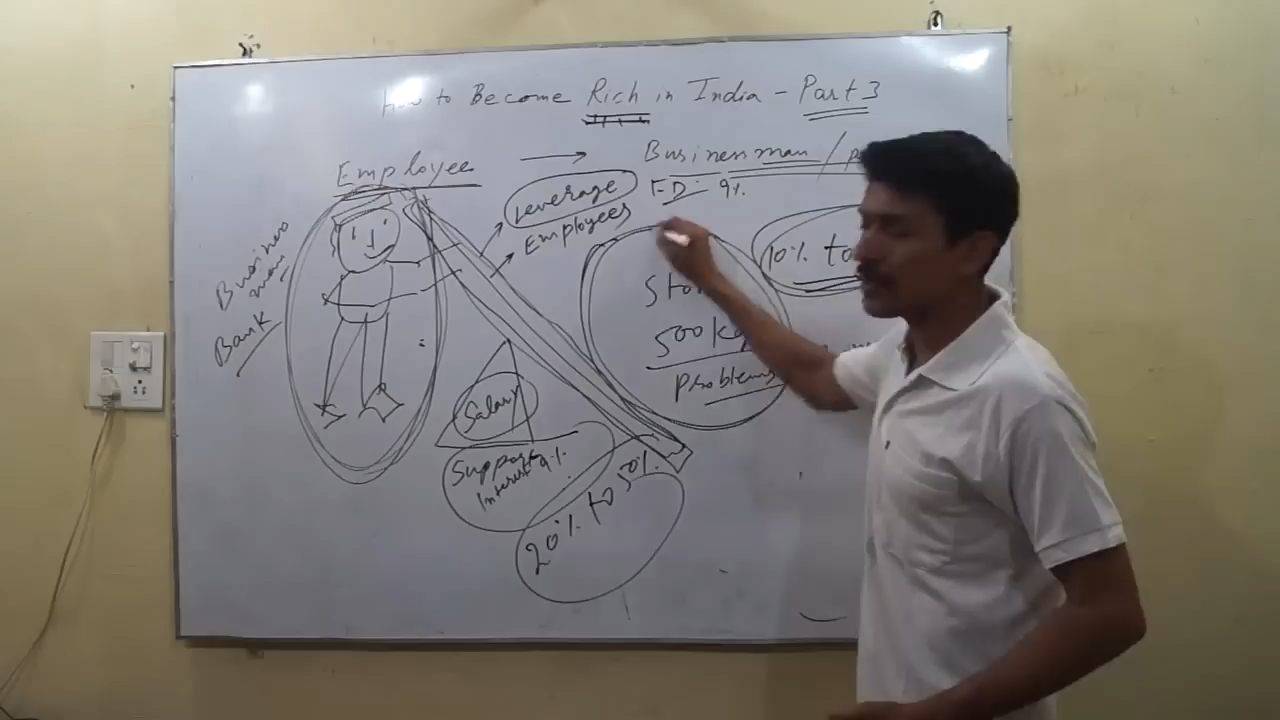 How to Become Rich in India - Part 3
Employee → Businessman /
Leverage
Employees
FD:- 9%
Business
man
Bank
10% to
500 kg
Problems
Salary
Support
Interest 9%
20% to 50%